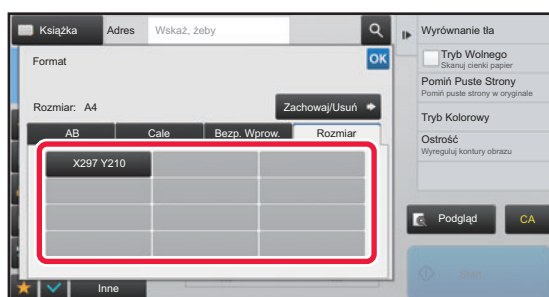 Książka
Adres
Wskaż, żeby
Format
OK
Rozmiar: A4
Zachowaj/Usuń
AB
Cale
Bezp. Wprow.
Rozmiar
X297 Y210
Inne
Wyrównanie tła
Tryb Wolnego
Skanuj cienki papier
Pomiń Puste Strony
Pomiń puste strony w oryginale
Tryb Kolorowy
Ostrość
Wyreguluj kontury obrazu
Podgląd
CA
Start